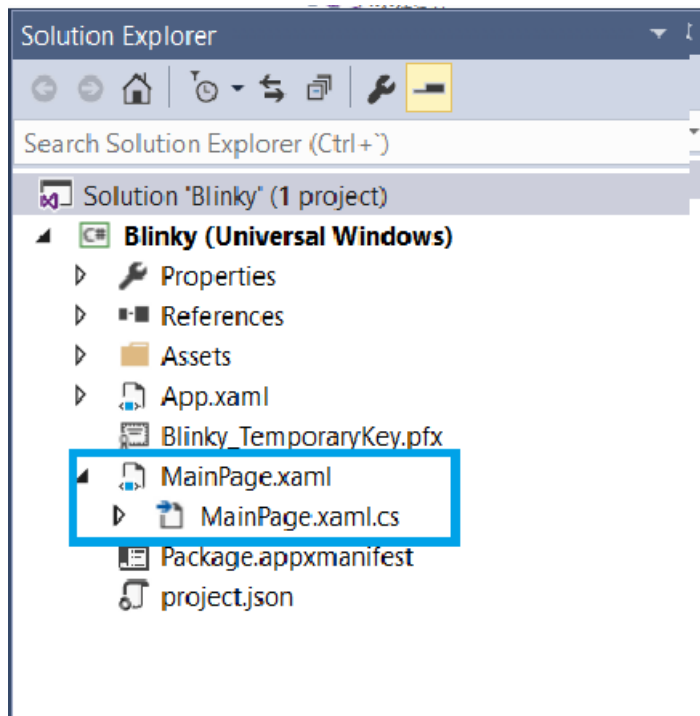 Solution Explorer
Search Solution Explorer (Ctrl+`)
Solution 'Blinky' (1 project)
C# Blinky (Universal Windows)
Properties
References
Assets
App.xaml
Blinky_TemporaryKey.pfx
MainPage.xaml
MainPage.xaml.cs
Package.appxmanifest
project.json